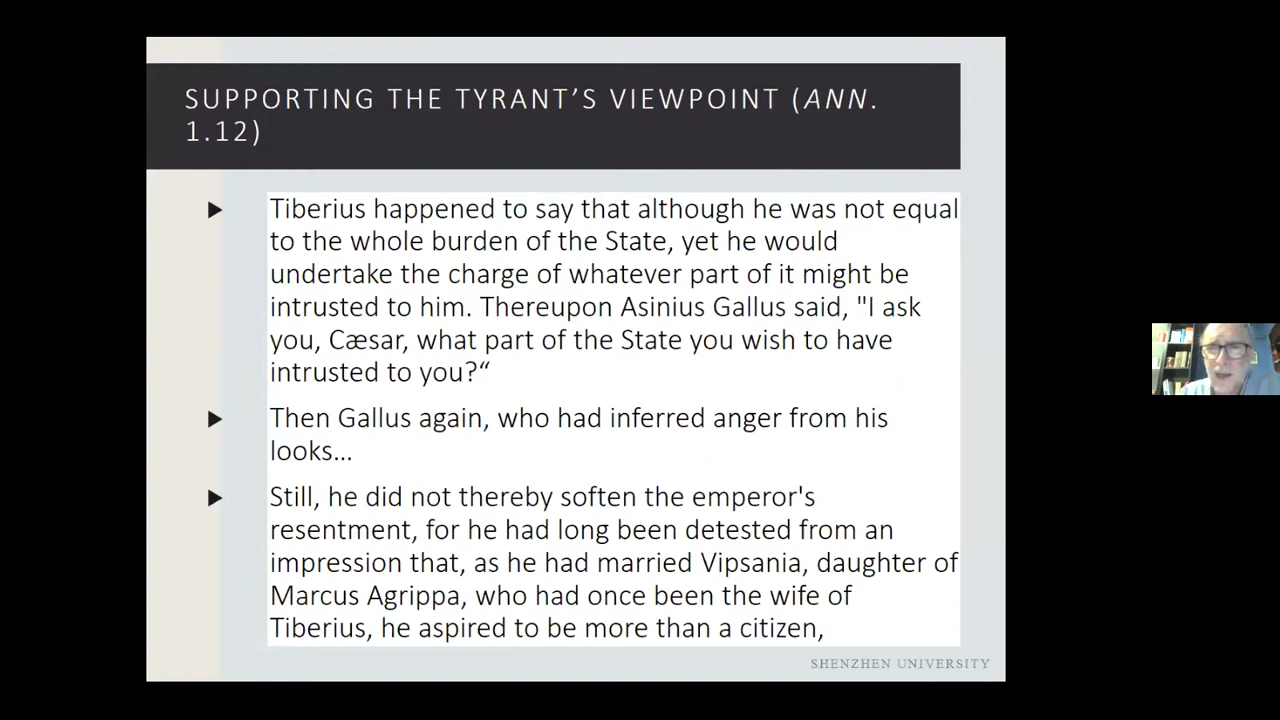 SUPPORTING THE TYRANT’S VIEWPOINT (ANN.
1.12)
Tiberius happened to say that although he was not equal
to the whole burden of the State, yet he would
undertake the charge of whatever part of it might be
intrusted to him. Thereupon Asinius Gallus said, "I ask
you, Cæsar, what part of the State you wish to have
intrusted to you?“
Then Gallus again, who had inferred anger from his
looks…
Still, he did not thereby soften the emperor's
resentment, for he had long been detested from an
impression that, as he had married Vipsania, daughter of
Marcus Agrippa, who had once been the wife of
Tiberius, he aspired to be more than a citizen,
SHENZHEN UNIVERSITY